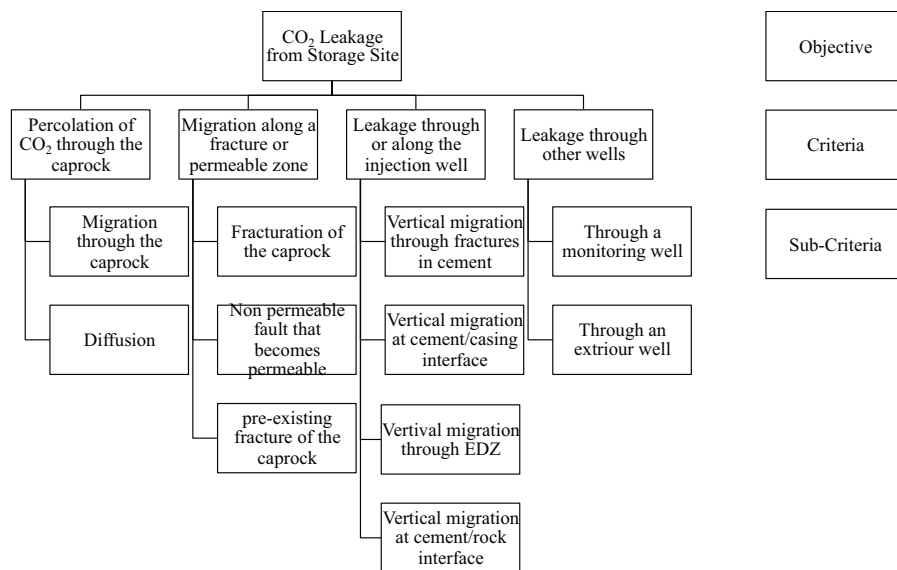 CO₂ Leakage
from Storage Site
Objective
Percolation of
CO₂ through the
caprock
Migration along a
fracture or
permeable zone
Leakage through
or along the
injection well
Leakage through
other wells
Criteria
Migration
through the
caprock
Fracturation
of the caprock
Vertical migration
through fractures
in cement
Through a
monitoring well
Sub-Criteria
Diffusion
Non permeable
fault that
becomes
permeable
Vertical migration
at cement/casing
interface
Through an
extriour well
pre-existing
fracture of the
caprock
Vertival migration
through EDZ
Vertical migration
at cement/rock
interface